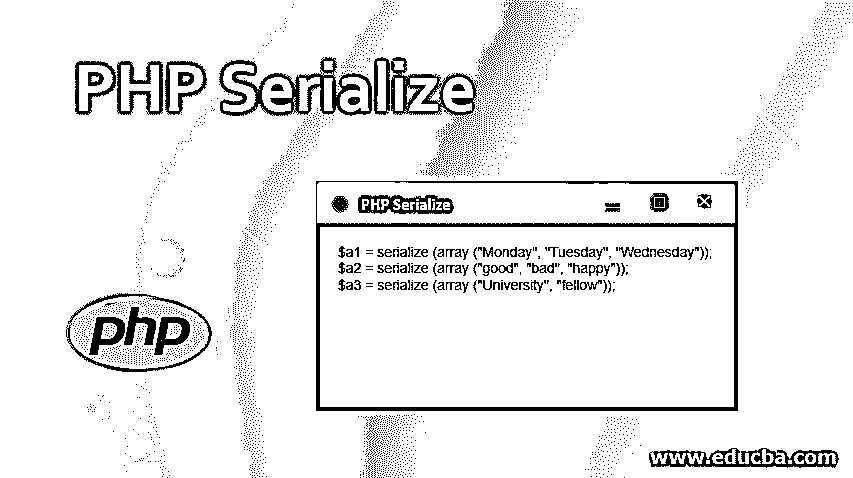 PHP Serialize
PHP Serialize
$a1 = serialize (array ("Monday", "Tuesday", "Wednesday"));
$a2 = serialize (array ("good", "bad", "happy"));
$a3 = serialize (array ("University", "fellow"));
php
www.educba.com